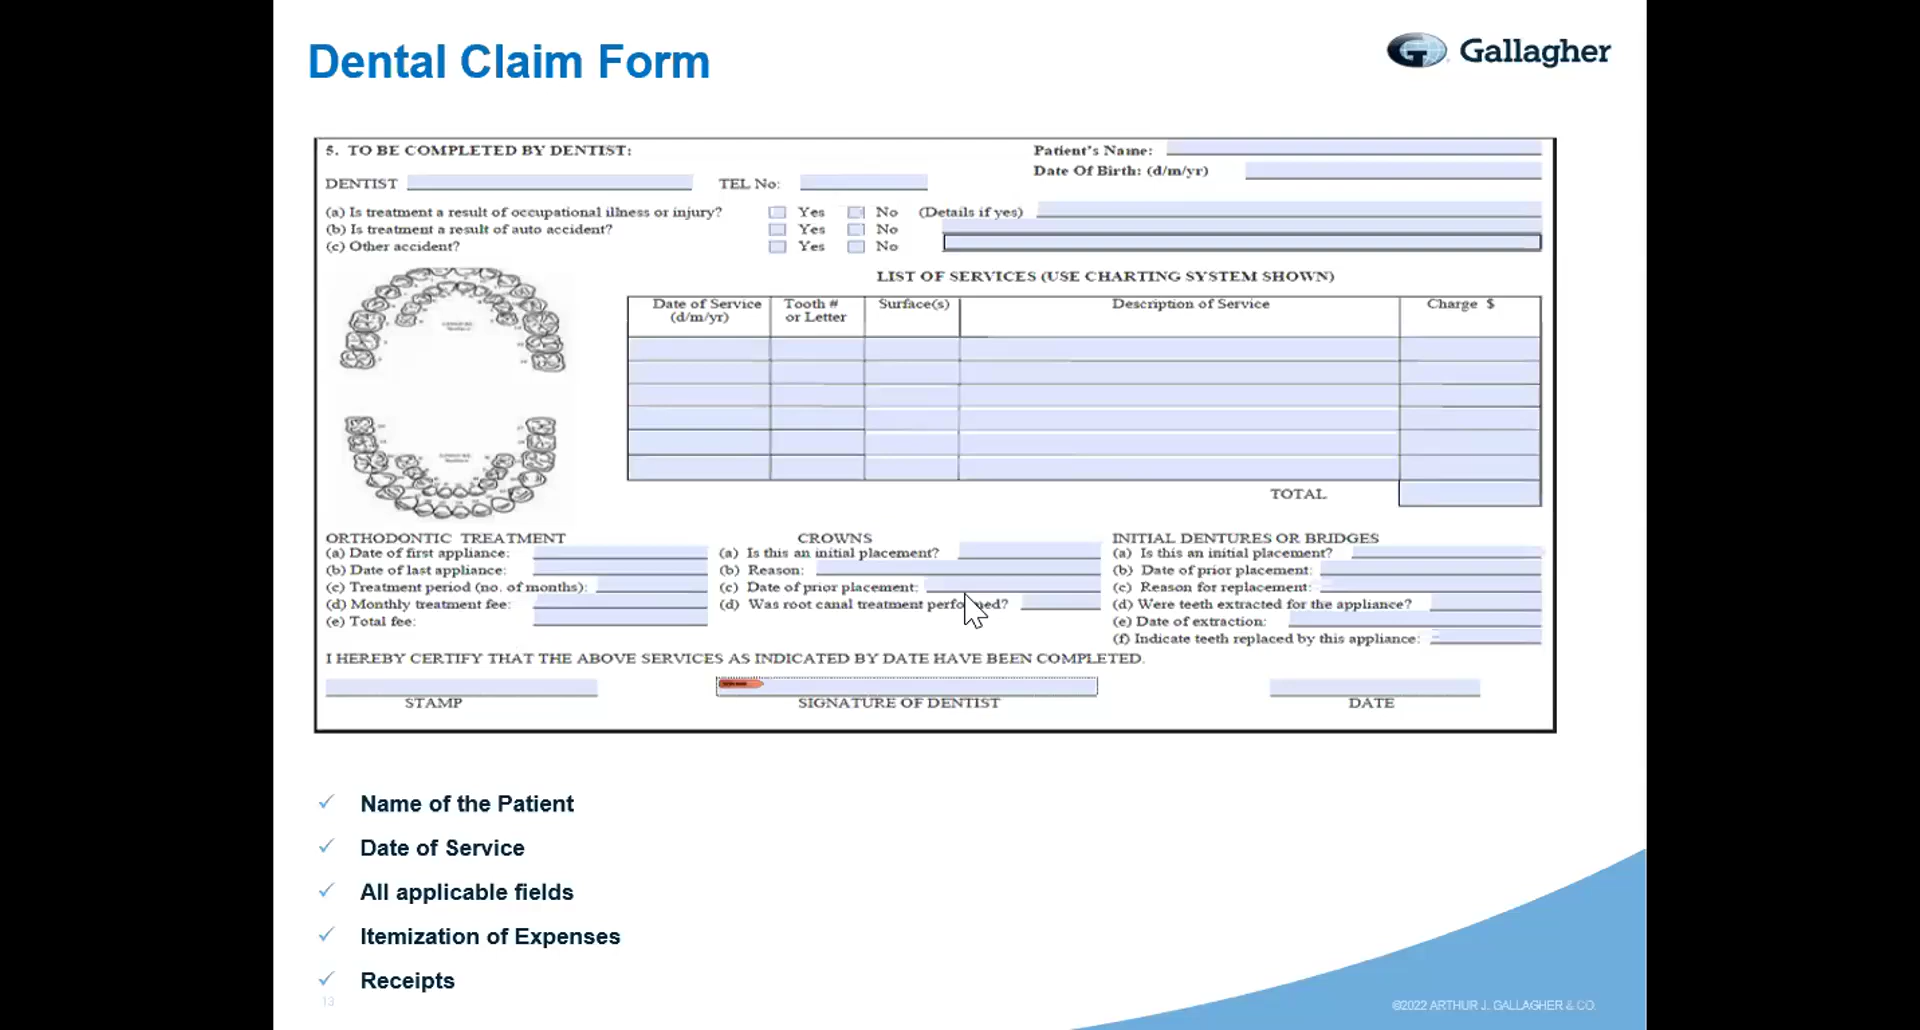 Dental Claim Form
Gallagher
5. TO BE COMPLETED BY DENTIST:
Patient's Name:
Date Of Birth: (d/m/yr)
DENTIST
TEL No:
(a) Is treatment a result of occupational illness or injury? Yes No (Details if yes)
(b) Is treatment a result of auto accident? Yes No
(c) Other accident? Yes No
LIST OF SERVICES (USE CHARTING SYSTEM SHOWN)
Date of Service (d/m/yr)
Tooth # or Letter
Surface(s)
Description of Service
Charge $
TOTAL
ORTHODONTIC TREATMENT
(a) Date of first appliance:
(b) Date of last appliance:
(c) Treatment period (no. of months):
(d) Monthly treatment fee:
(e) Total fee:
CROWNS
(a) Is this an initial placement?
(b) Reason:
(c) Date of prior placement:
(d) Was root canal treatment performed?
INITIAL DENTURES OR BRIDGES
(a) Is this an initial placement?
(b) Date of prior placement:
(c) Reason for replacement:
(d) Were teeth extracted for the appliance?
(e) Date of extraction:
(f) Indicate teeth replaced by this appliance:
I HEREBY CERTIFY THAT THE ABOVE SERVICES AS INDICATED BY DATE HAVE BEEN COMPLETED.
STAMP
SIGNATURE OF DENTIST
DATE
Name of the Patient
Date of Service
All applicable fields
Itemization of Expenses
Receipts
13
©2022 ARTHUR J. GALLAGHER & CO.